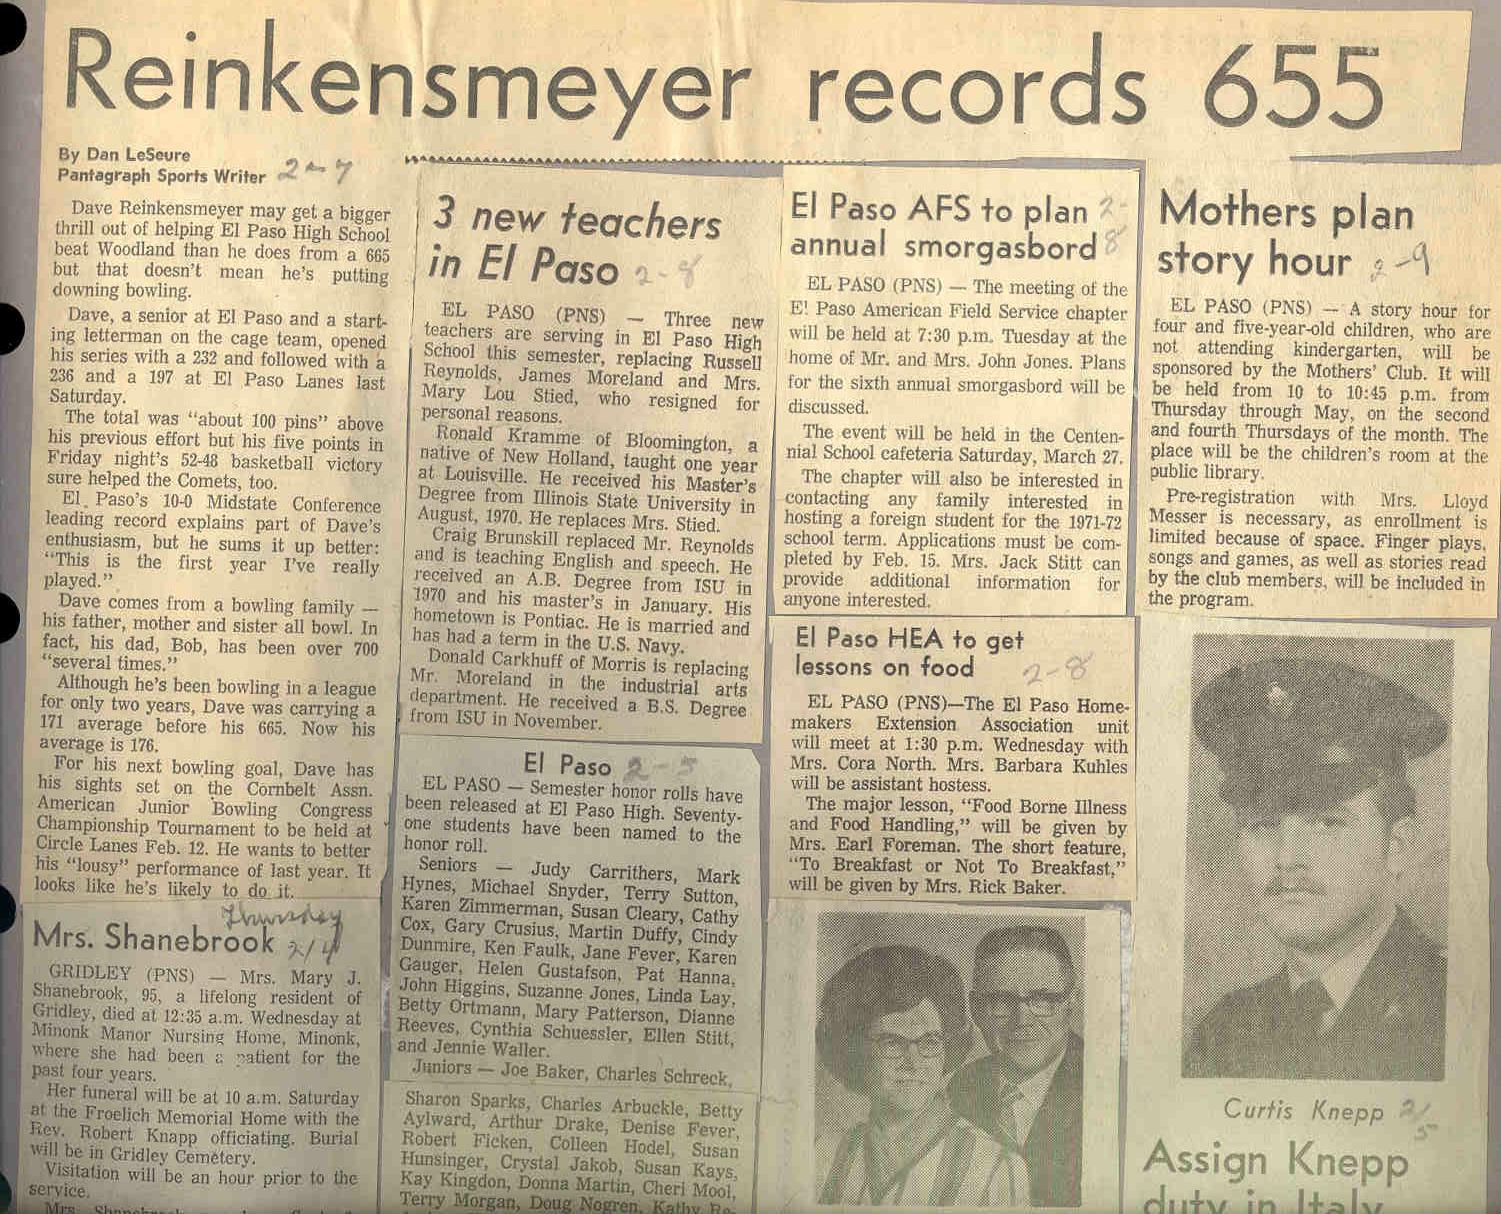 Reinkensmeyer records 655
By Dan LeSeure
Pantagraph Sports Writer 2-7
Dave Reinkensmeyer may get a bigger
thrill out of helping El Paso High School
beat Woodland than he does from a 665
but that doesn't mean he's putting
downing bowling.
Dave, a senior at El Paso and a start-
ing letterman on the cage team, opened
his series with a 232 and followed with a
236 and a 197 at El Paso Lanes last
Saturday.
The total was "about 100 pins" above
his previous effort but his five points in
Friday night's 52-48 basketball victory
sure helped the Comets, too.
El Paso's 10-0 Midstate Conference
leading record explains part of Dave's
enthusiasm, but he sums it up better:
"This is the first year I've really
played."
Dave comes from a bowling family —
his father, mother and sister all bowl. In
fact, his dad, Bob, has been over 700
"several times."
Although he's been bowling in a league
for only two years, Dave was carrying a
171 average before his 665. Now his
average is 176.
For his next bowling goal, Dave has
his sights set on the Cornbelt Assn.
American Junior Bowling Congress
Championship Tournament to be held at
Circle Lanes Feb. 12. He wants to better
his "lousy" performance of last year. It
looks like he's likely to do it.
Thursday
Mrs. Shanebrook 2/4
GRIDLEY (PNS) — Mrs. Mary J.
Shanebrook, 95, a lifelong resident of
Gridley, died at 12:35 a.m. Wednesday at
Minonk Manor Nursing Home, Minonk,
where she had been a patient for the
past four years.
Her funeral will be at 10 a.m. Saturday
at the Froelich Memorial Home with the
Rev. Robert Knapp officiating. Burial
will be in Gridley Cemetery.
Visitation will be an hour prior to the
service.
Mrs. Shanebrook
3 new teachers
in El Paso 2-8
EL PASO (PNS) — Three new
teachers are serving in El Paso High
School this semester, replacing Russell
Reynolds, James Moreland and Mrs.
Mary Lou Stied, who resigned for
personal reasons.
Ronald Kramme of Bloomington, a
native of New Holland, taught one year
at Louisville. He received his Master's
Degree from Illinois State University in
August, 1970. He replaces Mrs. Stied.
Craig Brunskill replaced Mr. Reynolds
and is teaching English and speech. He
received an A.B. Degree from ISU in
1970 and his master's in January. His
hometown is Pontiac. He is married and
has had a term in the U.S. Navy.
Donald Carkhuff of Morris is replacing
Mr. Moreland in the industrial arts
department. He received a B.S. Degree
from ISU in November.
El Paso 2-5
EL PASO — Semester honor rolls have
been released at El Paso High. Seventy-
one students have been named to the
honor roll.
Seniors — Judy Carrithers, Mark
Hynes, Michael Snyder, Terry Sutton,
Karen Zimmerman, Susan Cleary, Cathy
Cox, Gary Crusius, Martin Duffy, Cindy
Dunmire, Ken Faulk, Jane Fever, Karen
Gauger, Helen Gustafson, Pat Hanna,
John Higgins, Suzanne Jones, Linda Lay,
Betty Ortmann, Mary Patterson, Dianne
Reeves, Cynthia Schuessler, Ellen Stitt,
and Jennie Waller.
Juniors — Joe Baker, Charles Schreck,
Sharon Sparks, Charles Arbuckle, Betty
Aylward, Arthur Drake, Denise Fever,
Robert Ficken, Colleen Hodel, Susan
Hunsinger, Crystal Jakob, Susan Kays,
Kay Kingdon, Donna Martin, Cheri Mool,
Terry Morgan, Doug Nogren, Kathy Re-
El Paso AFS to plan 2-
annual smorgasbord 8
EL PASO (PNS) — The meeting of the
El Paso American Field Service chapter
will be held at 7:30 p.m. Tuesday at the
home of Mr. and Mrs. John Jones. Plans
for the sixth annual smorgasbord will be
discussed.
The event will be held in the Centen-
nial School cafeteria Saturday, March 27.
The chapter will also be interested in
contacting any family interested in
hosting a foreign student for the 1971-72
school term. Applications must be com-
pleted by Feb. 15. Mrs. Jack Stitt can
provide additional information for
anyone interested.
El Paso HEA to get
lessons on food 2-8
EL PASO (PNS)—The El Paso Home-
makers Extension Association unit
will meet at 1:30 p.m. Wednesday with
Mrs. Cora North. Mrs. Barbara Kuhles
will be assistant hostess.
The major lesson, "Food Borne Illness
and Food Handling," will be given by
Mrs. Earl Foreman. The short feature,
"To Breakfast or Not To Breakfast,"
will be given by Mrs. Rick Baker.
Mothers plan
story hour 2-9
EL PASO (PNS) — A story hour for
four and five-year-old children, who are
not attending kindergarten, will be
sponsored by the Mothers' Club. It will
be held from 10 to 10:45 p.m. from
Thursday through May, on the second
and fourth Thursdays of the month. The
place will be the children's room at the
public library.
Pre-registration with Mrs. Lloyd
Messer is necessary, as enrollment is
limited because of space. Finger plays,
songs and games, as well as stories read
by the club members, will be included in
the program.
Curtis Knepp 2/5
Assign Knepp
duty in Italy